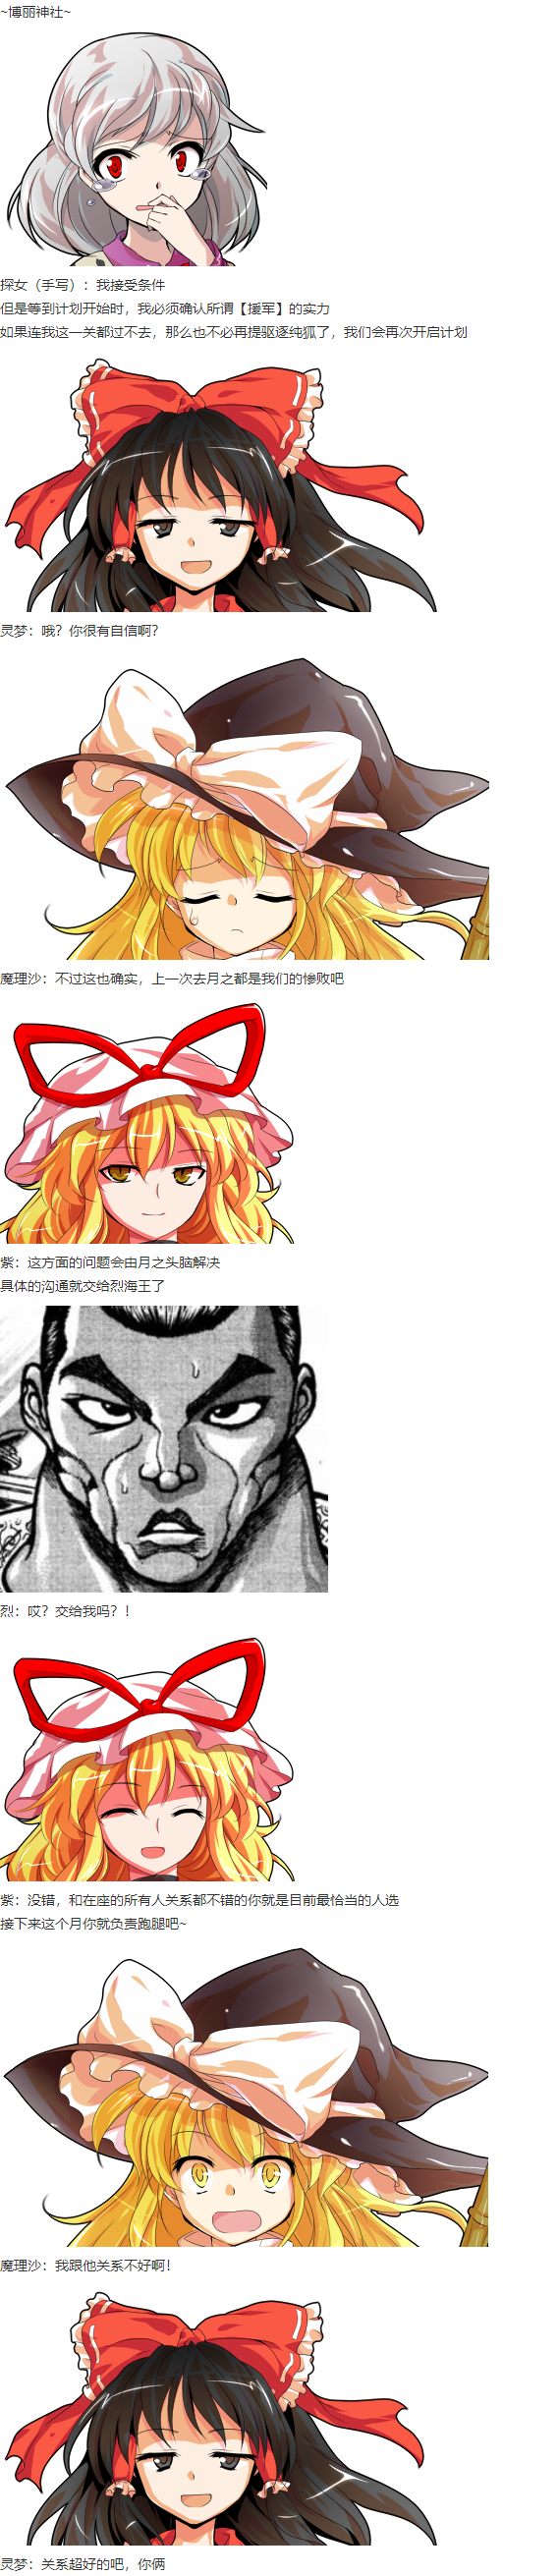 ~博丽神社~
探女（手写）：我接受条件
但是等到计划开始时，我必须确认所谓【援军】的实力
如果连我这一关都过不去，那么也不必再提驱逐纯狐了，我们会再次开启计划
灵梦：哦？你很有自信啊？
魔理沙：不过这也确实，上一次去月之都是我们的惨败吧
紫：这方面的问题会由月之头脑解决
具体的沟通就交给烈海王了
烈：哎？交给我吗？！
紫：没错，和在座的所有人关系都不错的你就是目前最恰当的人选
接下来这个月你就负责跑腿吧~
魔理沙：我跟他关系不好啊！
灵梦：关系超好的吧，你俩